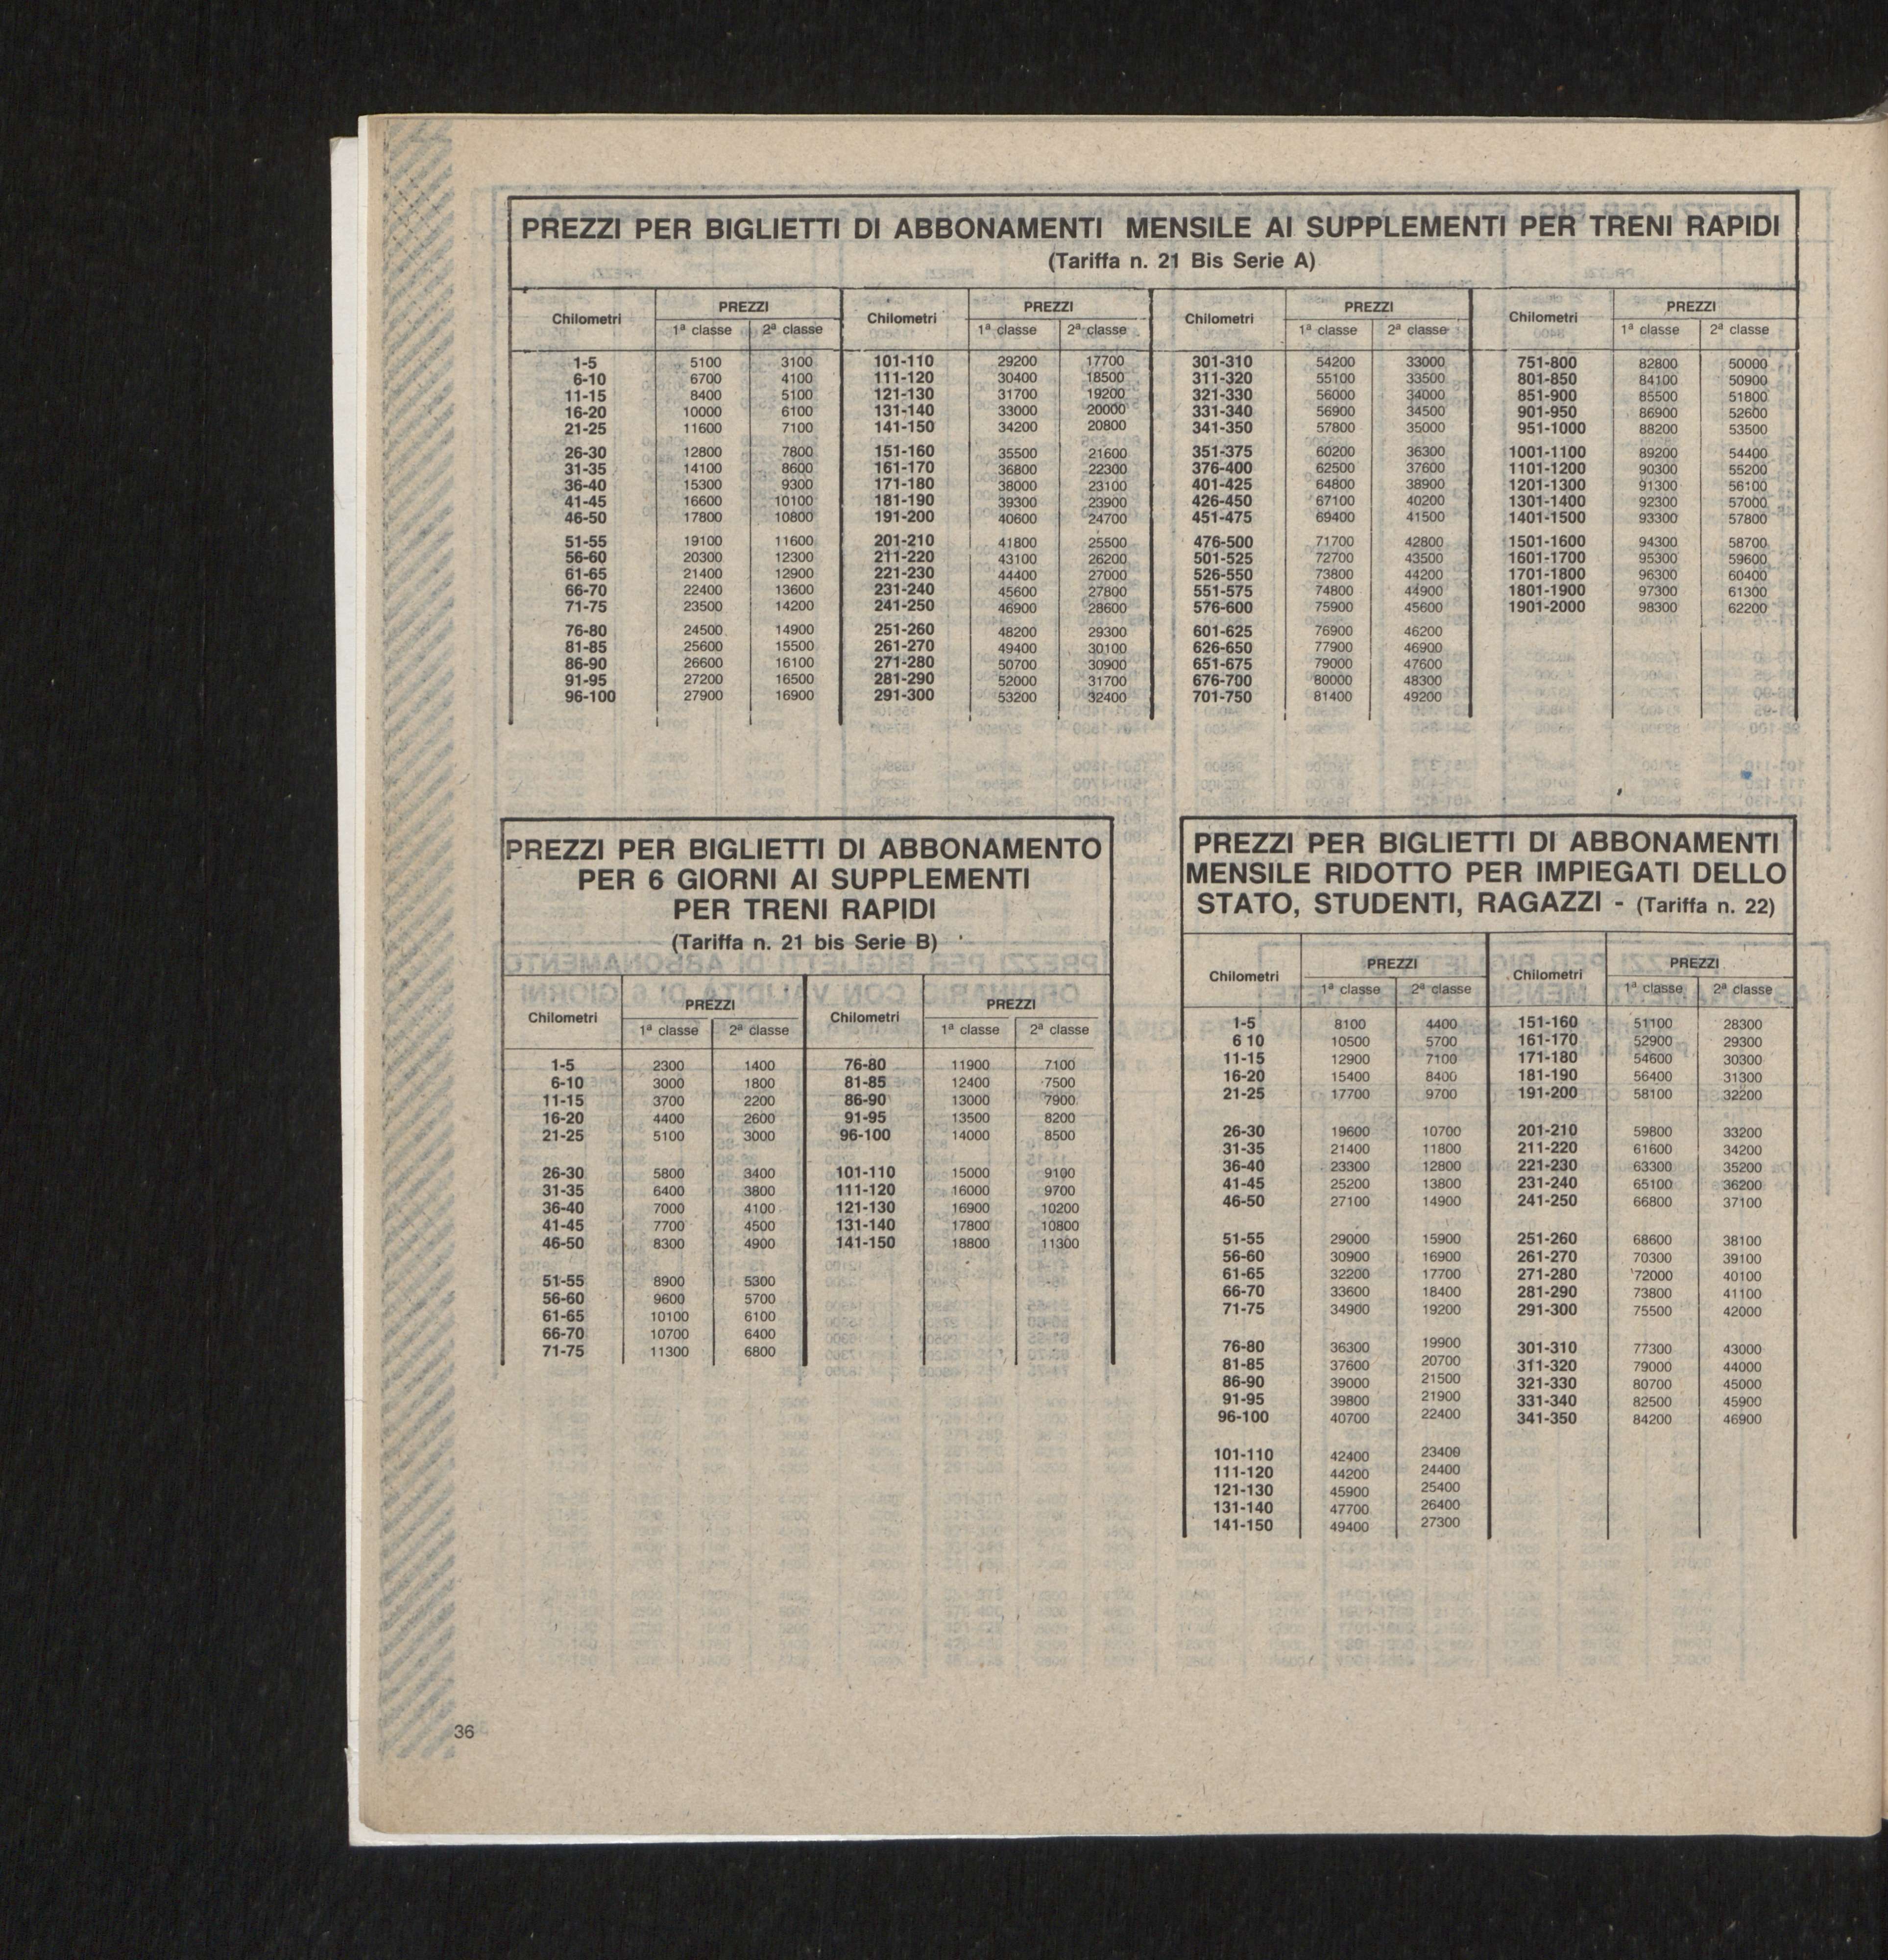 PREZZI PER BIGLIETTI DI ABBONAMENTI MENSILE AI SUPPLEMENTI PER TRENI RAPIDI
(Tariffa n. 21 Bis Serie A)
Chilometri PREZZI Chilometri PREZZI Chilometri PREZZI Chilometri PREZZI
1ª classe 2ª classe 1ª classe 2ª classe 1ª classe 2ª classe 1ª classe 2ª classe
1-5 5100 3100 101-110 29200 17700 301-310 54200 33000 751-800 82800 50000
6-10 6700 4100 111-120 30400 18500 311-320 55100 33500 801-850 84100 50900
11-15 8400 5100 121-130 31700 19200 321-330 56000 34000 851-900 85500 51800
16-20 10000 6100 131-140 33000 20000 331-340 56900 34500 901-950 86900 52600
21-25 11600 7100 141-150 34200 20800 341-350 57800 35000 951-1000 88200 53500
26-30 12800 7800 151-160 35500 21600 351-375 60200 36300 1001-1100 89200 54400
31-35 14100 8600 161-170 36800 22300 376-400 62500 37600 1101-1200 90300 55200
36-40 15300 9300 171-180 38000 23100 401-425 64800 38900 1201-1300 91300 56100
41-45 16600 10100 181-190 39300 23900 426-450 67100 40200 1301-1400 92300 57000
46-50 17800 10800 191-200 40600 24700 451-475 69400 41500 1401-1500 93300 57800
51-55 19100 11600 201-210 41800 25500 476-500 71700 42800 1501-1600 94300 58700
56-60 20300 12300 211-220 43100 26200 501-525 72700 43500 1601-1700 95300 59600
61-65 21400 12900 221-230 44400 27000 526-550 73800 44200 1701-1800 96300 60400
66-70 22400 13600 231-240 45600 27800 551-575 74800 44900 1801-1900 97300 61300
71-75 23500 14200 241-250 46900 28600 576-600 75900 45600 1901-2000 98300 62200
76-80 24500 14900 251-260 48200 29300 601-625 76900 46200
81-85 25600 15500 261-270 49400 30100 626-650 77900 46900
86-90 26600 16100 271-280 50700 30900 651-675 79000 47600
91-95 27200 16500 281-290 52000 31700 676-700 80000 48300
96-100 27900 16900 291-300 53200 32400 701-750 81400 49200
PREZZI PER BIGLIETTI DI ABBONAMENTO
PER 6 GIORNI AI SUPPLEMENTI
PER TRENI RAPIDI
(Tariffa n. 21 bis Serie B)
Chilometri PREZZI Chilometri PREZZI
1ª classe 2ª classe 1ª classe 2ª classe
1-5 2300 1400 76-80 11900 7100
6-10 3000 1800 81-85 12400 7500
11-15 3700 2200 86-90 13000 7900
16-20 4400 2600 91-95 13500 8200
21-25 5100 3000 96-100 14000 8500
26-30 5800 3400 101-110 15000 9100
31-35 6400 3800 111-120 16000 9700
36-40 7000 4100 121-130 16900 10200
41-45 7700 4500 131-140 17800 10800
46-50 8300 4900 141-150 18800 11300
51-55 8900 5300
56-60 9600 5700
61-65 10100 6100
66-70 10700 6400
71-75 11300 6800
PREZZI PER BIGLIETTI DI ABBONAMENTI
MENSILE RIDOTTO PER IMPIEGATI DELLO
STATO, STUDENTI, RAGAZZI - (Tariffa n. 22)
Chilometri PREZZI Chilometri PREZZI
1ª classe 2ª classe 1ª classe 2ª classe
1-5 8100 4400 151-160 51100 28300
6 10 10500 5700 161-170 52900 29300
11-15 12900 7100 171-180 54600 30300
16-20 15400 8400 181-190 56400 31300
21-25 17700 9700 191-200 58100 32200
26-30 19600 10700 201-210 59800 33200
31-35 21400 11800 211-220 61600 34200
36-40 23300 12800 221-230 63300 35200
41-45 25200 13800 231-240 65100 36200
46-50 27100 14900 241-250 66800 37100
51-55 29000 15900 251-260 68600 38100
56-60 30900 16900 261-270 70300 39100
61-65 32200 17700 271-280 72000 40100
66-70 33600 18400 281-290 73800 41100
71-75 34900 19200 291-300 75500 42000
76-80 36300 19900 301-310 77300 43000
81-85 37600 20700 311-320 79000 44000
86-90 39000 21500 321-330 80700 45000
91-95 39800 21900 331-340 82500 45900
96-100 40700 22400 341-350 84200 46900
101-110 42400 23400
111-120 44200 24400
121-130 45900 25400
131-140 47700 26400
141-150 49400 27300
36